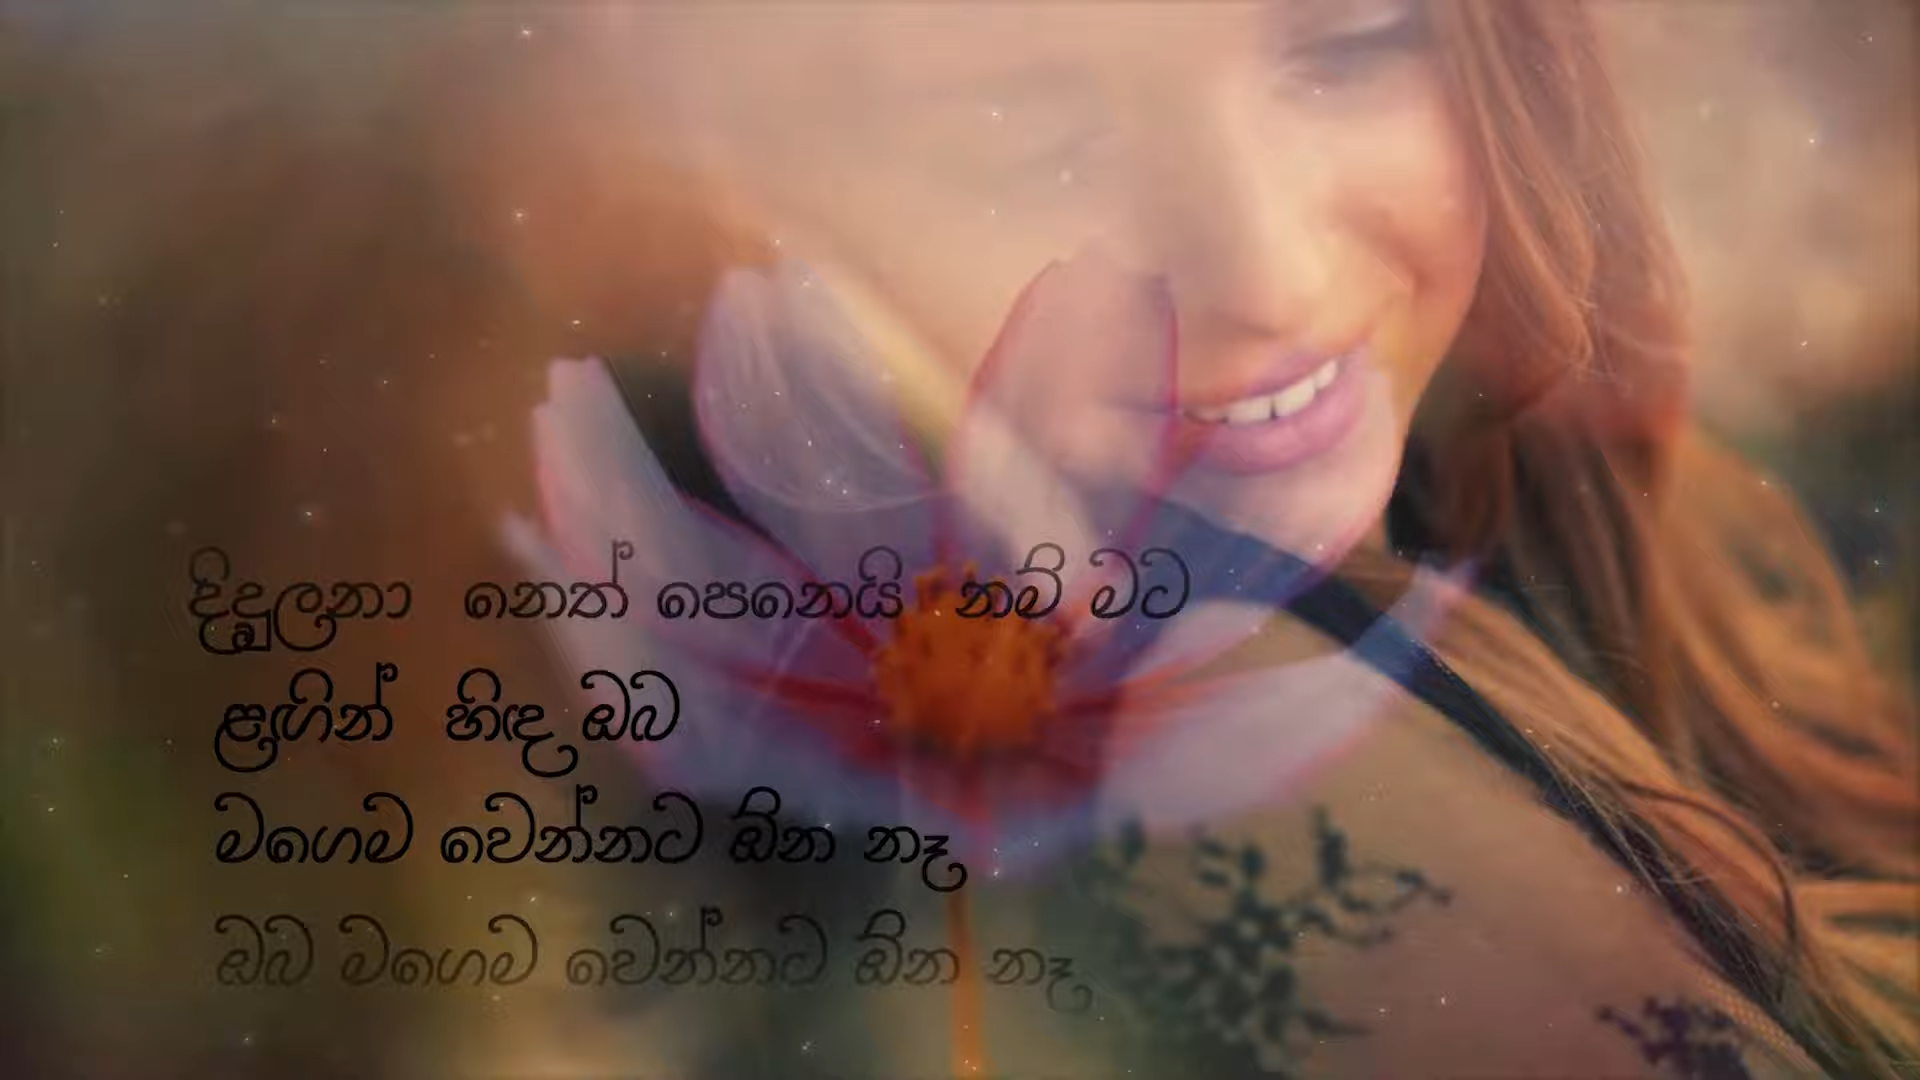 දිදුලනා නෙත් පෙනෙයි නම් මට
ළඟින් හිඳ ඔබ
මගෙම වෙන්නට ඕන නෑ
ඔබ මගෙම වෙන්නට ඕන නෑ